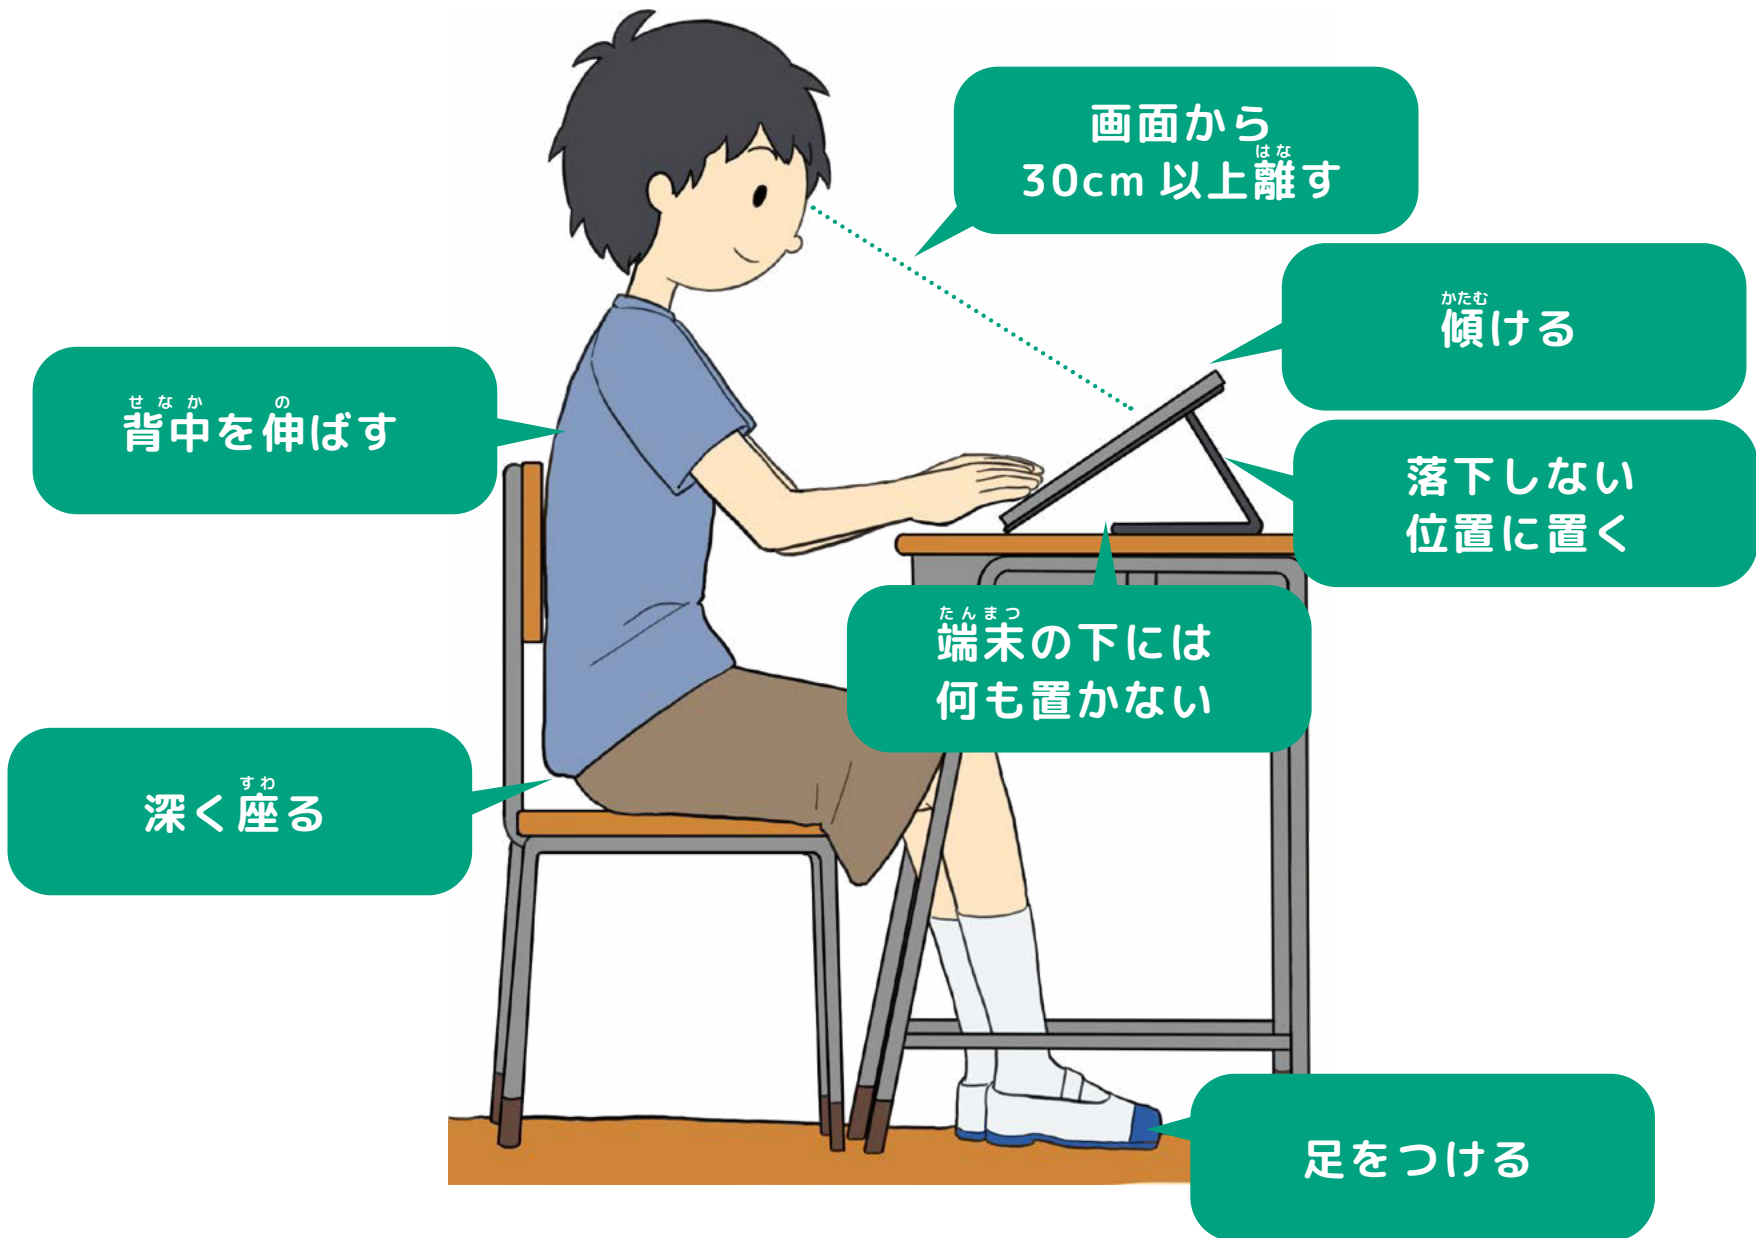 画面から
はな
30cm 以上離す
かたむ
傾ける
せなか の
背中を伸ばす
落下しない
位置に置く
たんまつ
端末の下には
何も置かない
すわ
深く座る
足をつける